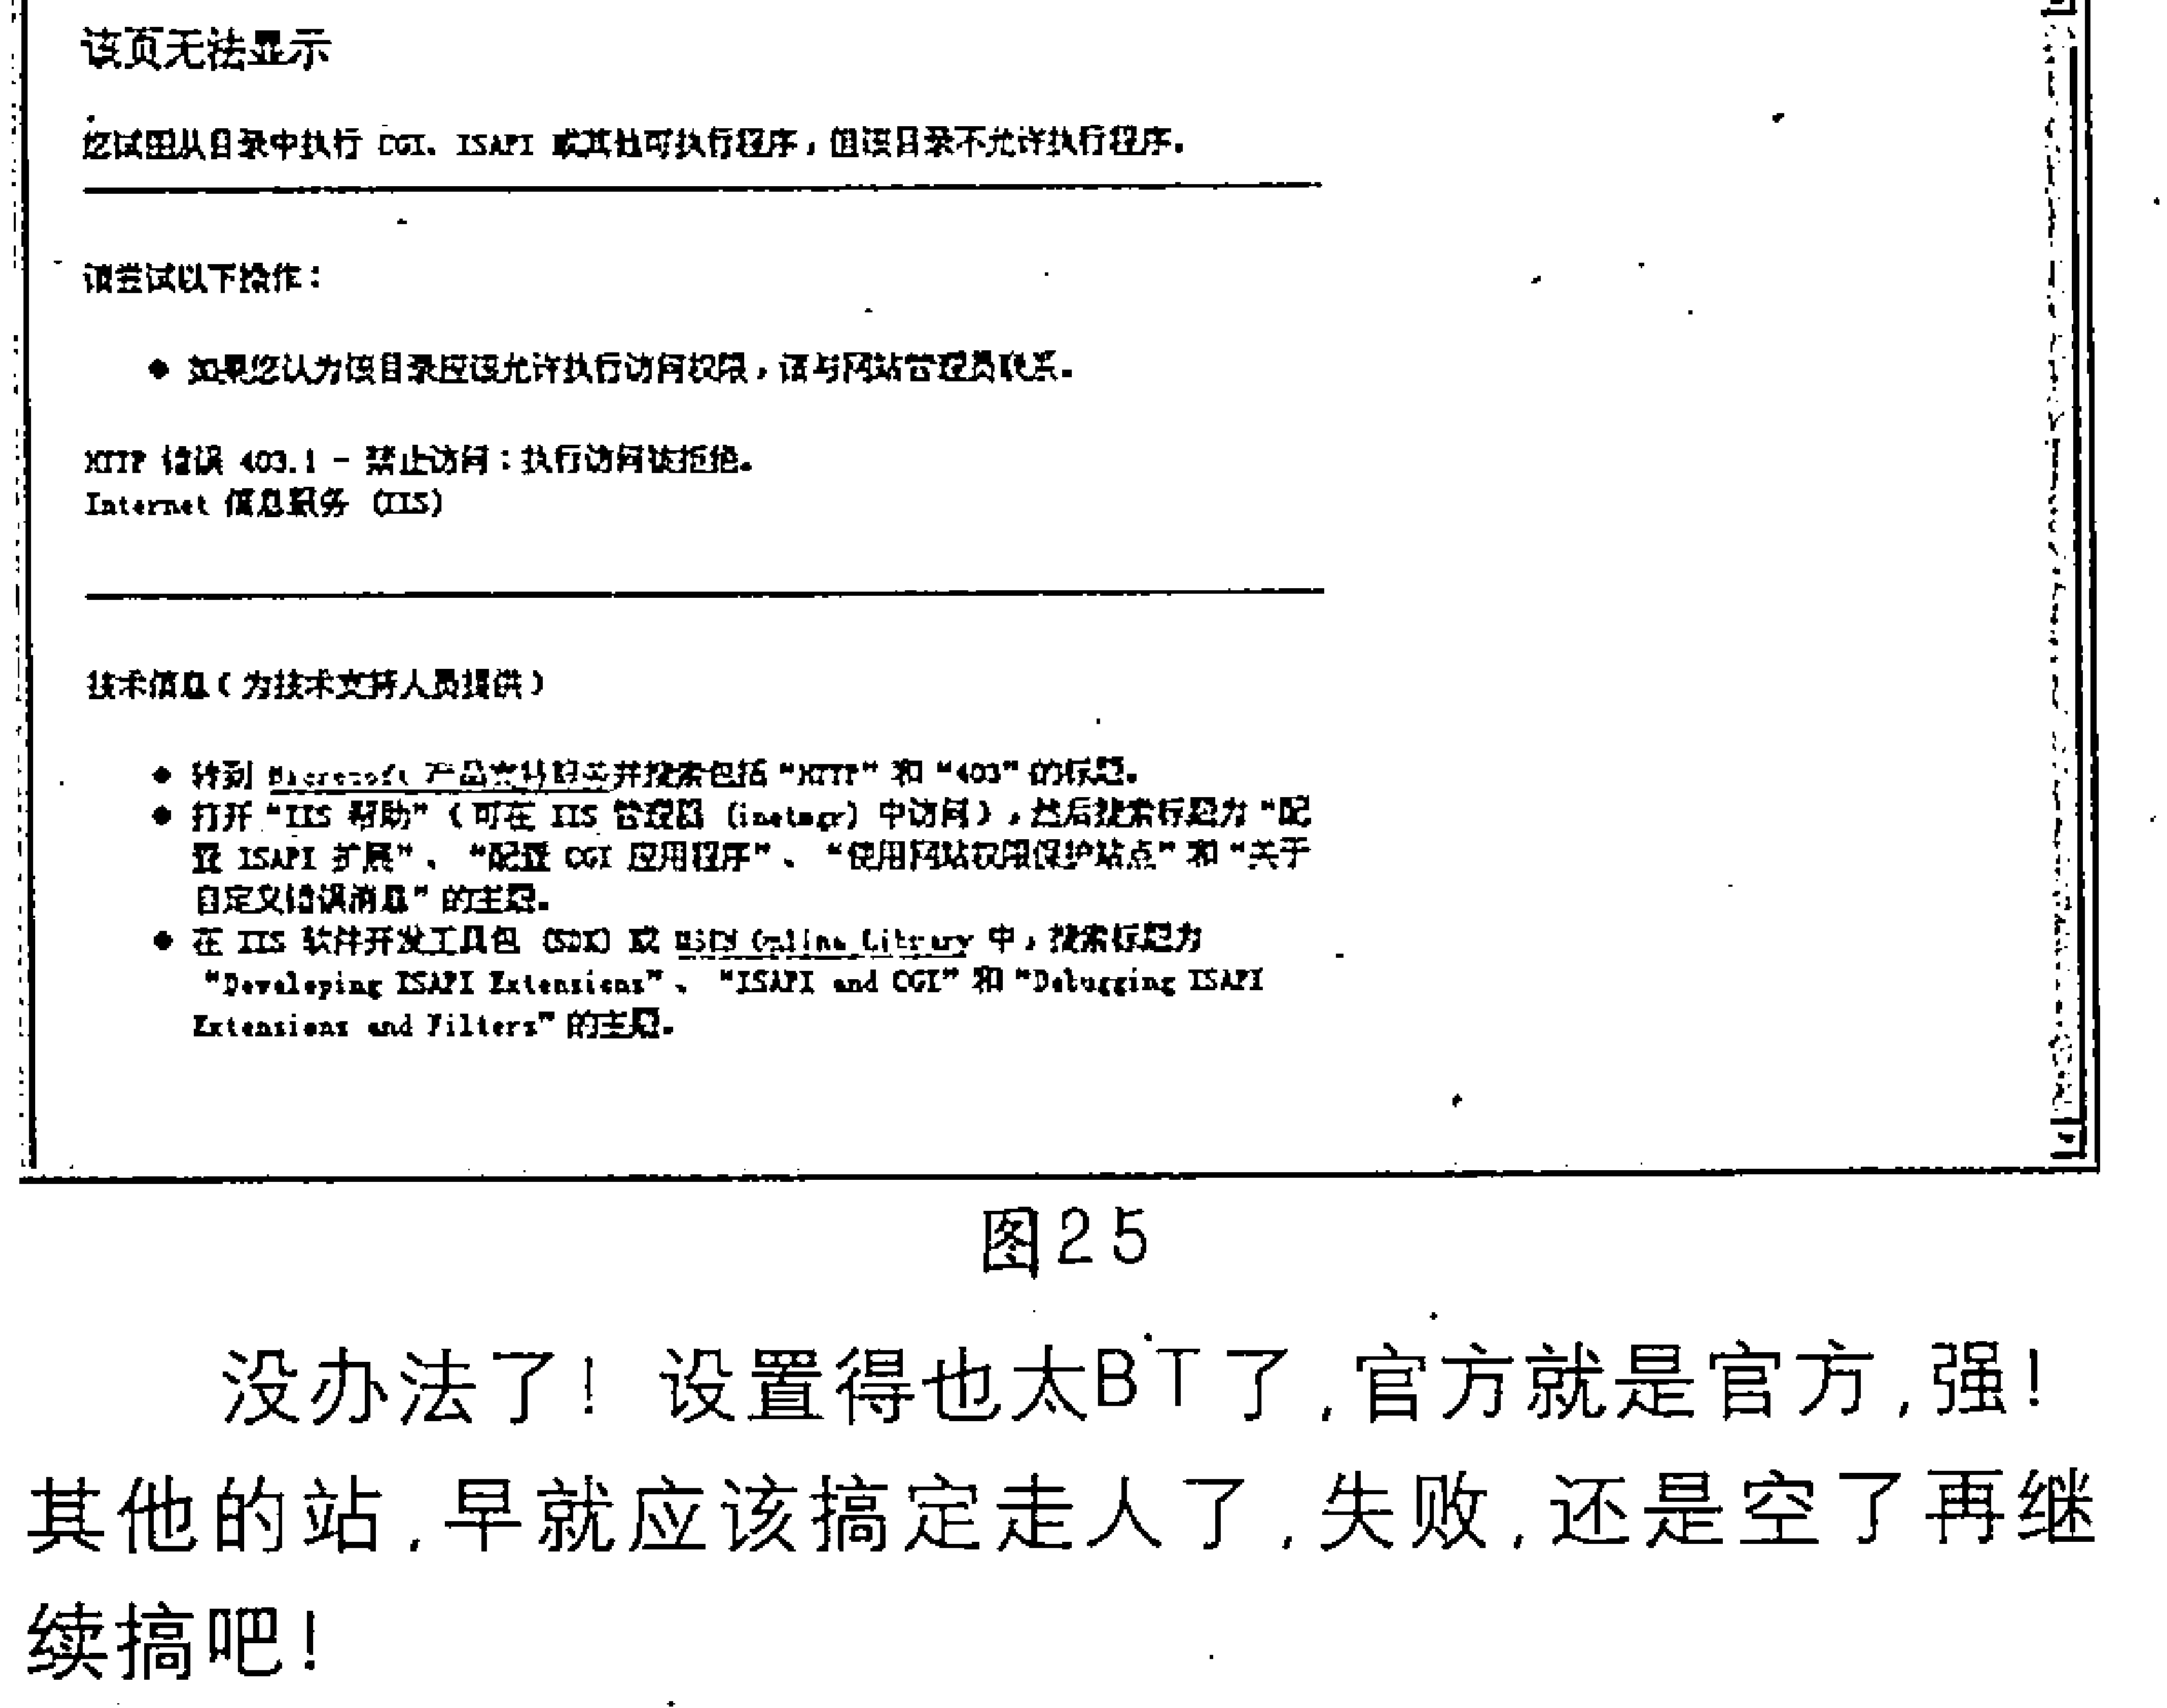 该页无法显示
您试图从目录中执行 CGI、ISAPI 或其他可执行程序，但该目录不允许执行程序。
请尝试以下操作：
● 如果您认为该目录应该允许执行访问权限，请与网站管理员联系。
HTTP 错误 403.1 - 禁止访问：执行访问被拒绝。
Internet 信息服务 (IIS)
技术信息（为技术支持人员提供）
● 转到 Microsoft 产品支持服务并搜索包括“HTTP”和“403”的标题。
● 打开“IIS 帮助”（可在 IIS 管理器 (inetmgr) 中访问），然后搜索标题为“配
置 ISAPI 扩展”、“配置 CGI 应用程序”、“使用网站权限保护站点”和“关于
自定义错误消息”的主题。
● 在 IIS 软件开发工具包 (SDK) 或 MSDN Online Library 中，搜索标题为
“Developing ISAPI Extensions”、“ISAPI and CGI”和“Debugging ISAPI
Extensions and Filters”的主题。
图25
没办法了！设置得也太BT了,官方就是官方,强！
其他的站,早就应该搞定走人了,失败,还是空了再继
续搞吧！